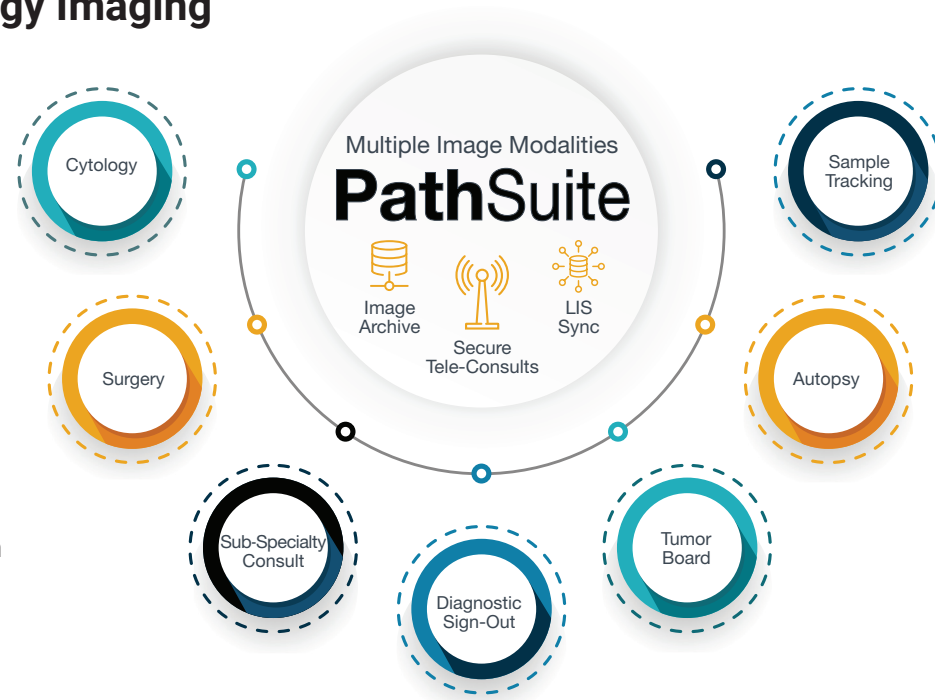 gy Imaging
Multiple Image Modalities
PathSuite
Image
Archive
Secure
Tele-Consults
LIS
Sync
Cytology
Surgery
Sub-Specialty
Consult
Diagnostic
Sign-Out
Tumor
Board
Autopsy
Sample
Tracking